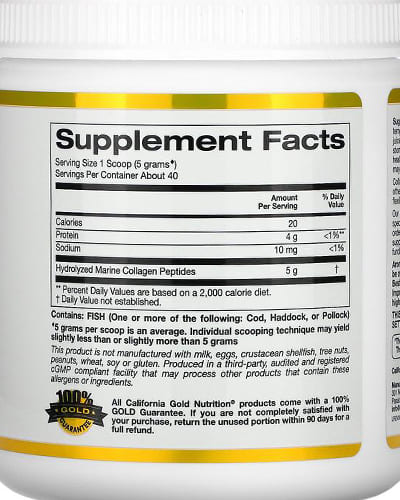 Supplement Facts
Serving Size 1 Scoop (5 grams*)
Servings Per Container About 40
Amount Per Serving % Daily Value
Calories 20
Protein 4 g <1%**
Sodium 10 mg <1%
Hydrolyzed Marine Collagen Peptides 5 g †
** Percent Daily Values are based on a 2,000 calorie diet.
† Daily Value not established.
Contains: FISH (One or more of the following: Cod, Haddock, or Pollock)
*5 grams per scoop is an average. Individual scooping technique may yield
slightly less than or slightly more than 5 grams
This product is not manufactured with milk, eggs, crustacean shellfish, tree nuts,
peanuts, wheat, soy or gluten. Produced in a third-party, audited and registered
cGMP compliant facility that may process other products that contain these
allergens or ingredients.
100%
GOLD
GUARANTEE
All California Gold Nutrition® products come with a 100%
GOLD Guarantee. If you are not completely satisfied with
your purchase, return the unused portion within 90 days for a
full refund.